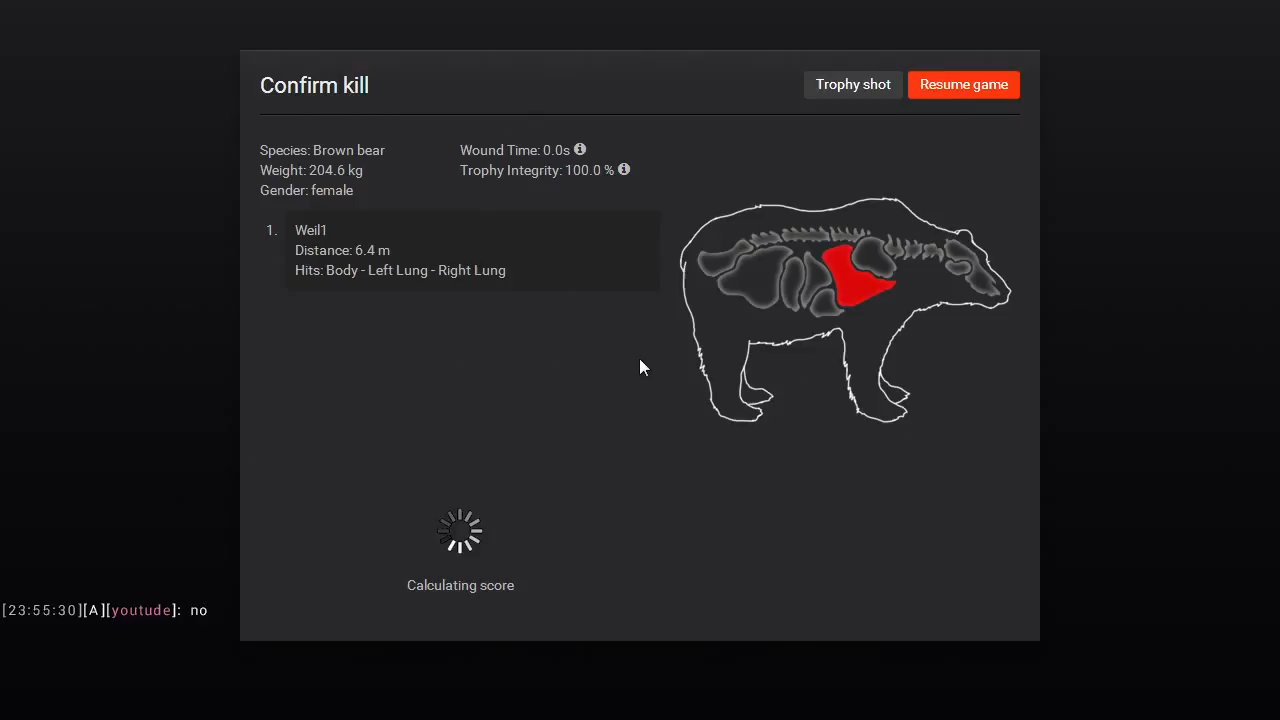 Confirm kill
Trophy shot
Resume game
Species: Brown bear
Weight: 204.6 kg
Gender: female
Wound Time: 0.0s
Trophy Integrity: 100.0 %
1.
Weil1
Distance: 6.4 m
Hits: Body - Left Lung - Right Lung
Calculating score
[23:55:30][A][youtude]: no